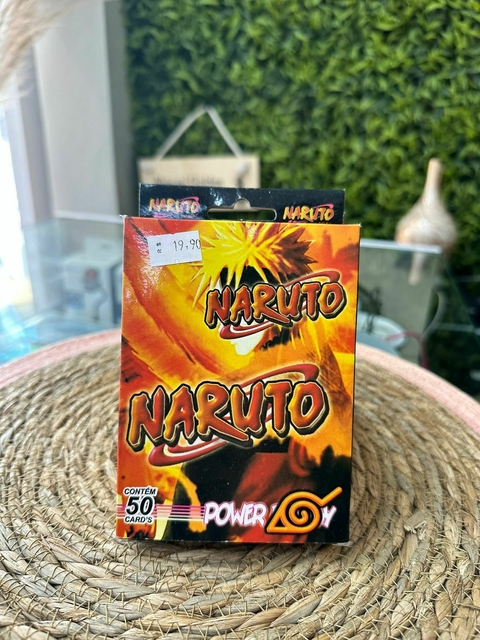 NARUTO NARUTO
R$ 19,90
NARUTO
NARUTO
CONTÉM
50
CARD'S
POWER